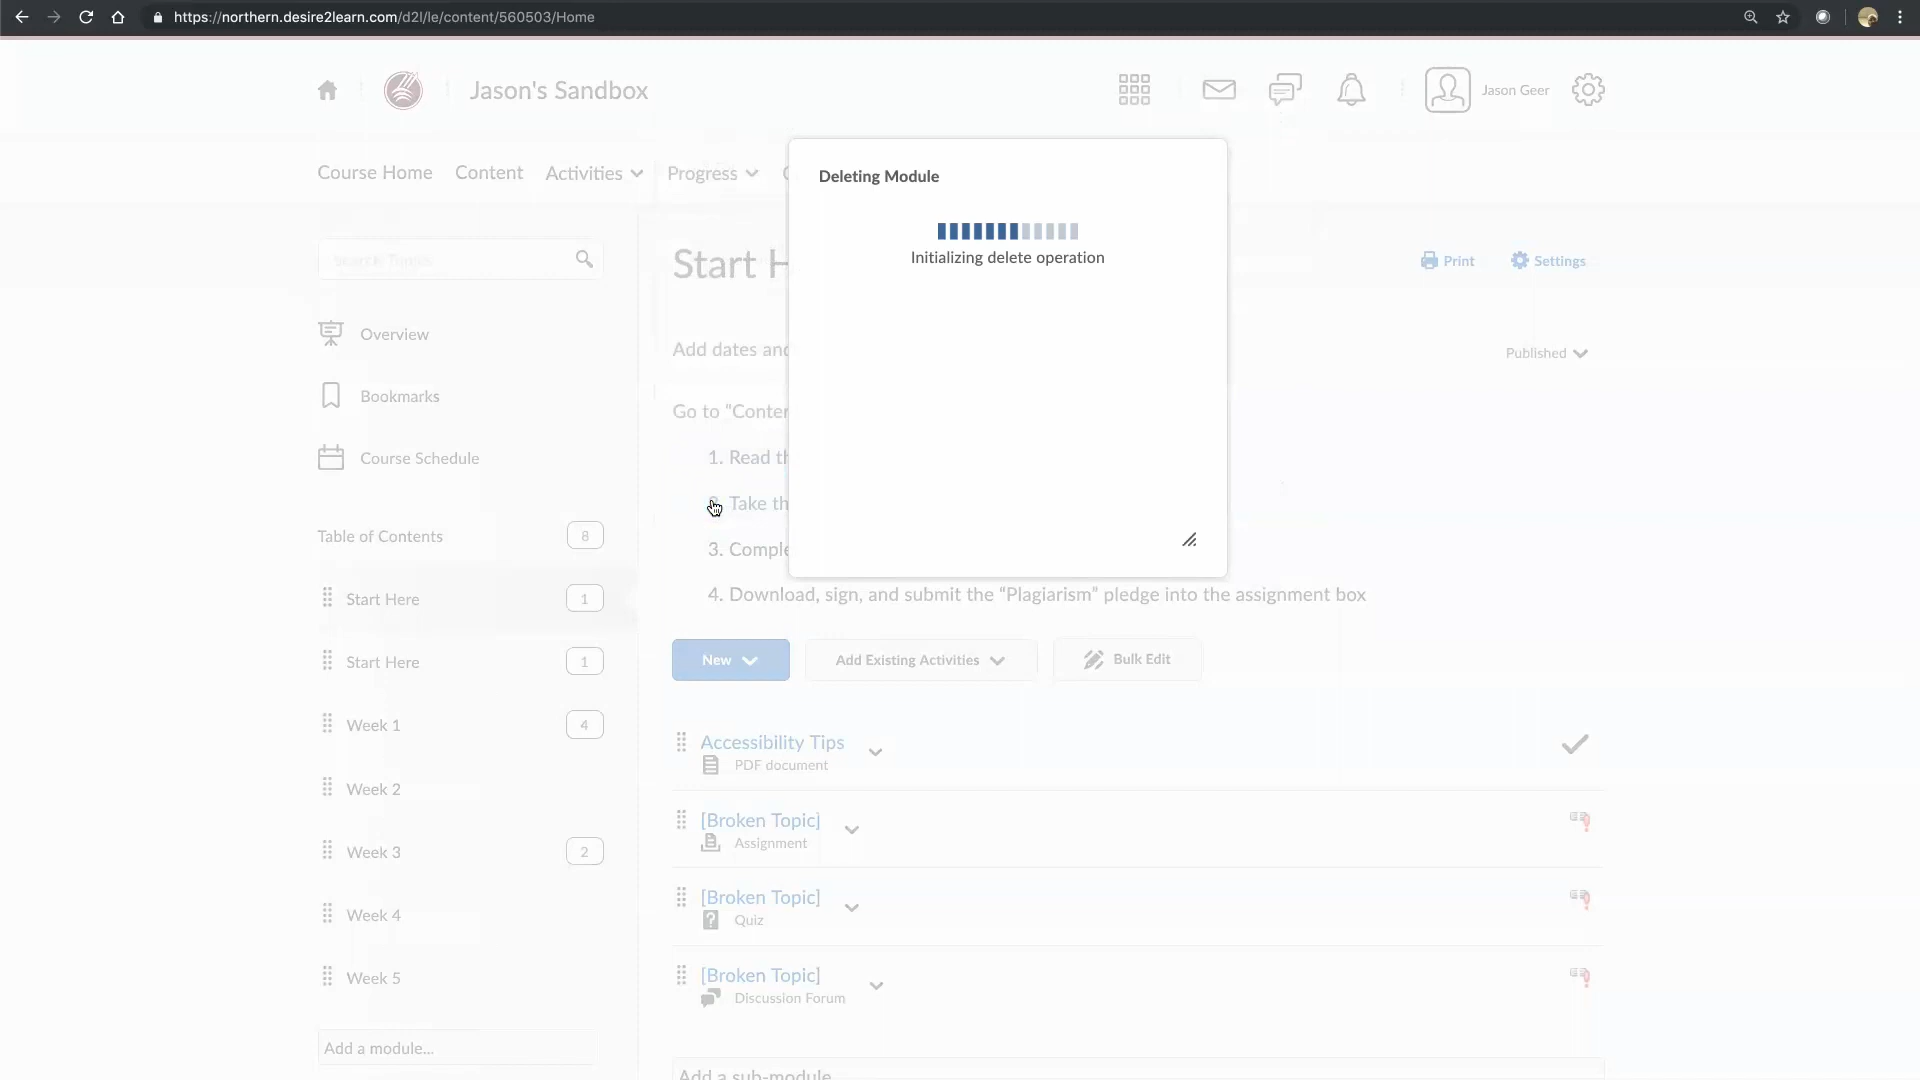 https://northern.desire2learn.com/d2l/le/content/560503/Home
Jason's Sandbox
Jason Geer
Course Home
Content
Activities
Progress
Deleting Module
Initializing delete operation
Start H
Print
Settings
Add dates and
Published
Go to "Conten
1. Read th
Take th
3. Comple
4. Download, sign, and submit the “Plagiarism” pledge into the assignment box
Overview
Bookmarks
Course Schedule
Table of Contents
8
Start Here
1
Start Here
1
Week 1
4
Week 2
Week 3
2
Week 4
Week 5
Add a module...
New
Add Existing Activities
Bulk Edit
Accessibility Tips
PDF document
[Broken Topic]
Assignment
[Broken Topic]
Quiz
[Broken Topic]
Discussion Forum
Add a sub-module